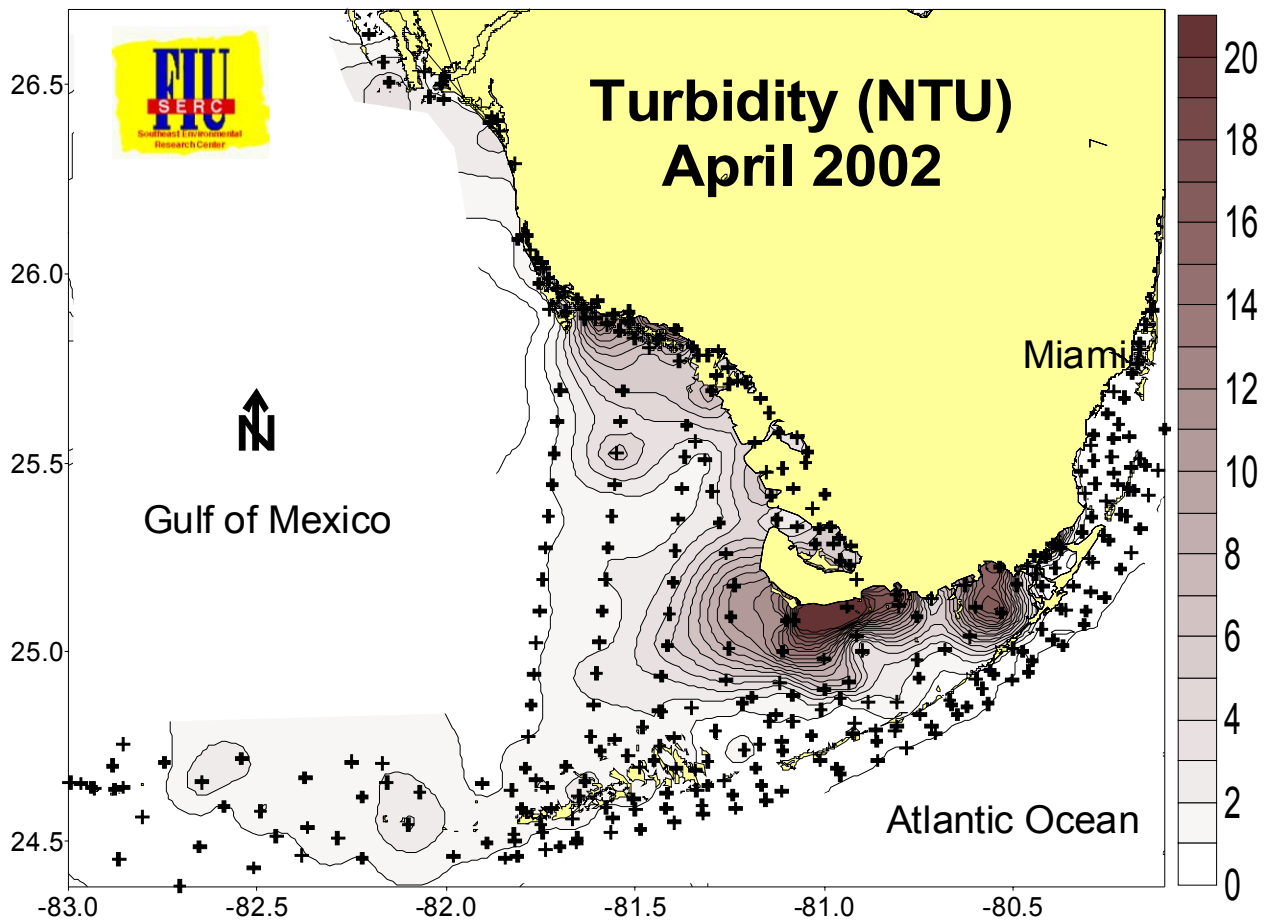 FIU
SERC
Southeast Environmental
Research Center
Turbidity (NTU)
April 2002
Miami
N
Gulf of Mexico
Atlantic Ocean
26.5
26.0
25.5
25.0
24.5
-83.0
-82.5
-82.0
-81.5
-81.0
-80.5
20
18
16
14
12
10
8
6
4
2
0